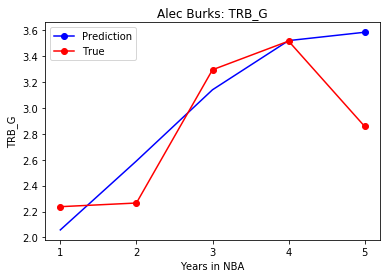 Alec Burks: TRB_G
Prediction
True
TRB_G
3.6
3.4
3.2
3.0
2.8
2.6
2.4
2.2
2.0
1 2 3 4 5
Years in NBA